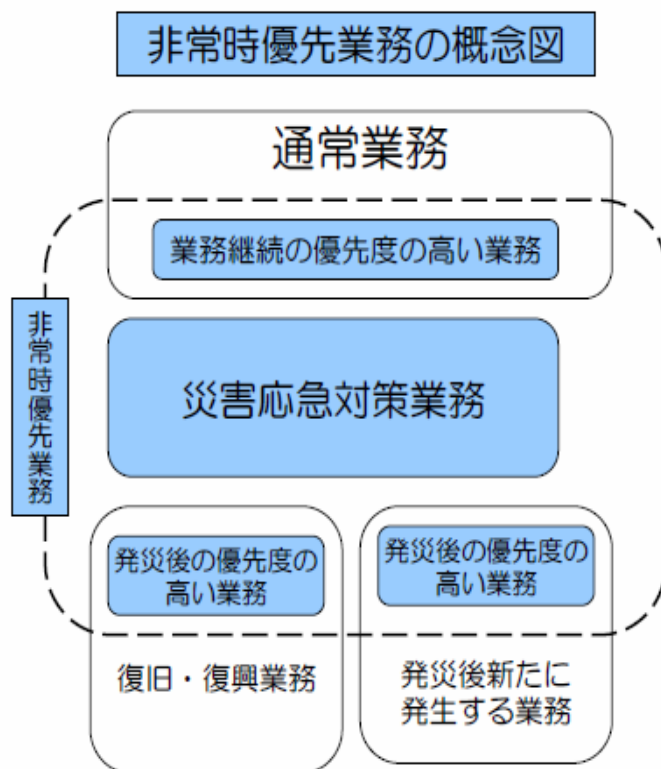 非常時優先業務の概念図
通常業務
業務継続の優先度の高い業務
非常時優先業務
災害応急対策業務
発災後の優先度の
高い業務
発災後の優先度の
高い業務
復旧・復興業務
発災後新たに
発生する業務